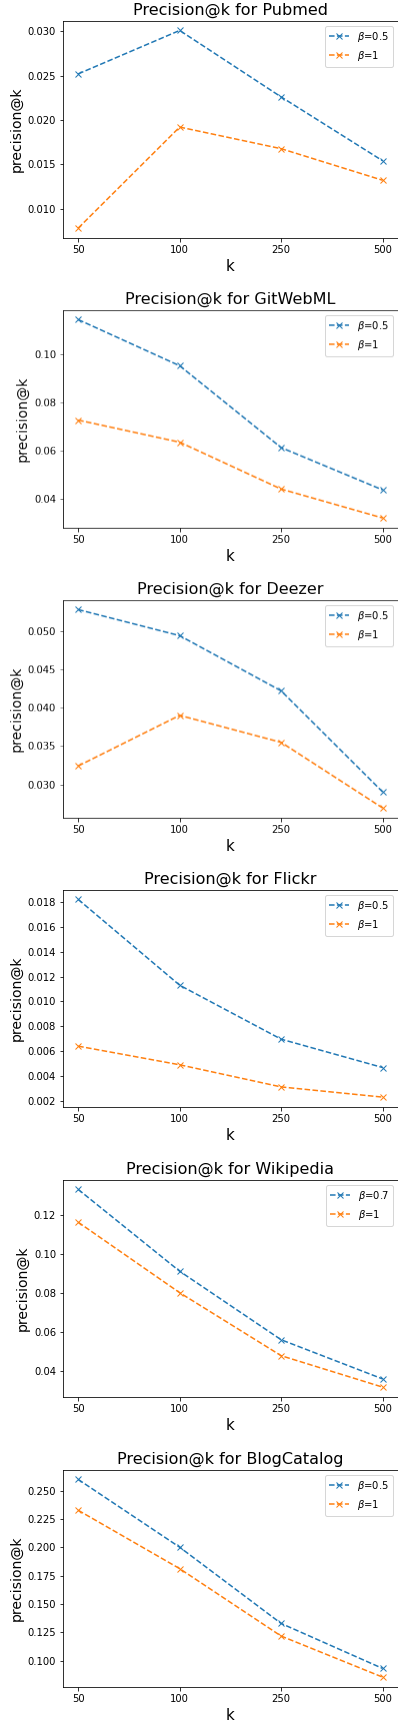 Precision@k for Pubmed
β=0.5
β=1
precision@k
0.030
0.025
0.020
0.015
0.010
50 100 250 500
k
Precision@k for GitWebML
β=0.5
β=1
precision@k
0.10
0.08
0.06
0.04
50 100 250 500
k
Precision@k for Deezer
β=0.5
β=1
precision@k
0.050
0.045
0.040
0.035
0.030
50 100 250 500
k
Precision@k for Flickr
β=0.5
β=1
precision@k
0.018
0.016
0.014
0.012
0.010
0.008
0.006
0.004
0.002
50 100 250 500
k
Precision@k for Wikipedia
β=0.7
β=1
precision@k
0.12
0.10
0.08
0.06
0.04
50 100 250 500
k
Precision@k for BlogCatalog
β=0.5
β=1
precision@k
0.250
0.225
0.200
0.175
0.150
0.125
0.100
50 100 250 500
k